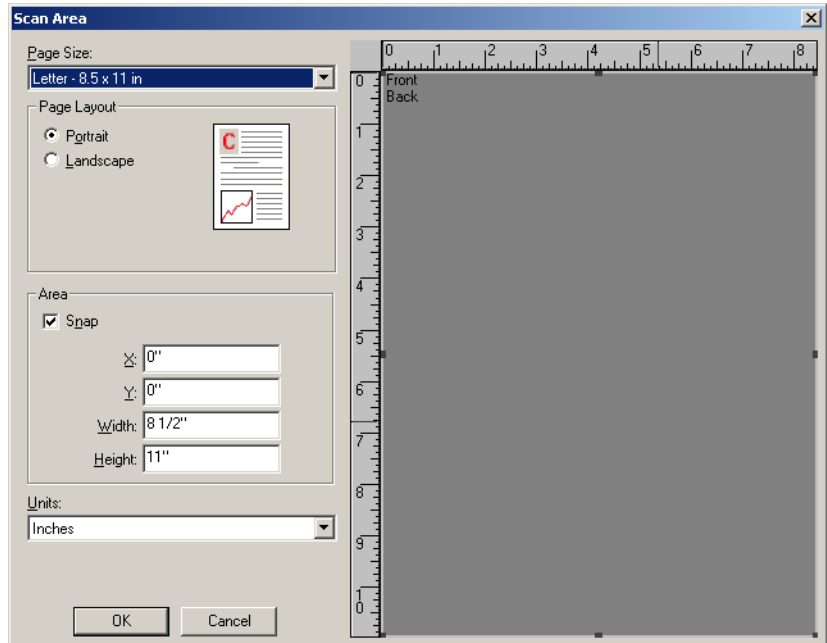 Scan Area
Page Size:
Letter - 8.5 x 11 in
Page Layout
Portrait
Landscape
C
Area
Snap
X: 0"
Y: 0"
Width: 8 1/2"
Height: 11"
Units:
Inches
OK Cancel
0 1 2 3 4 5 6 7 8
0
Front
Back
1
2
3
4
5
6
7
8
9
10